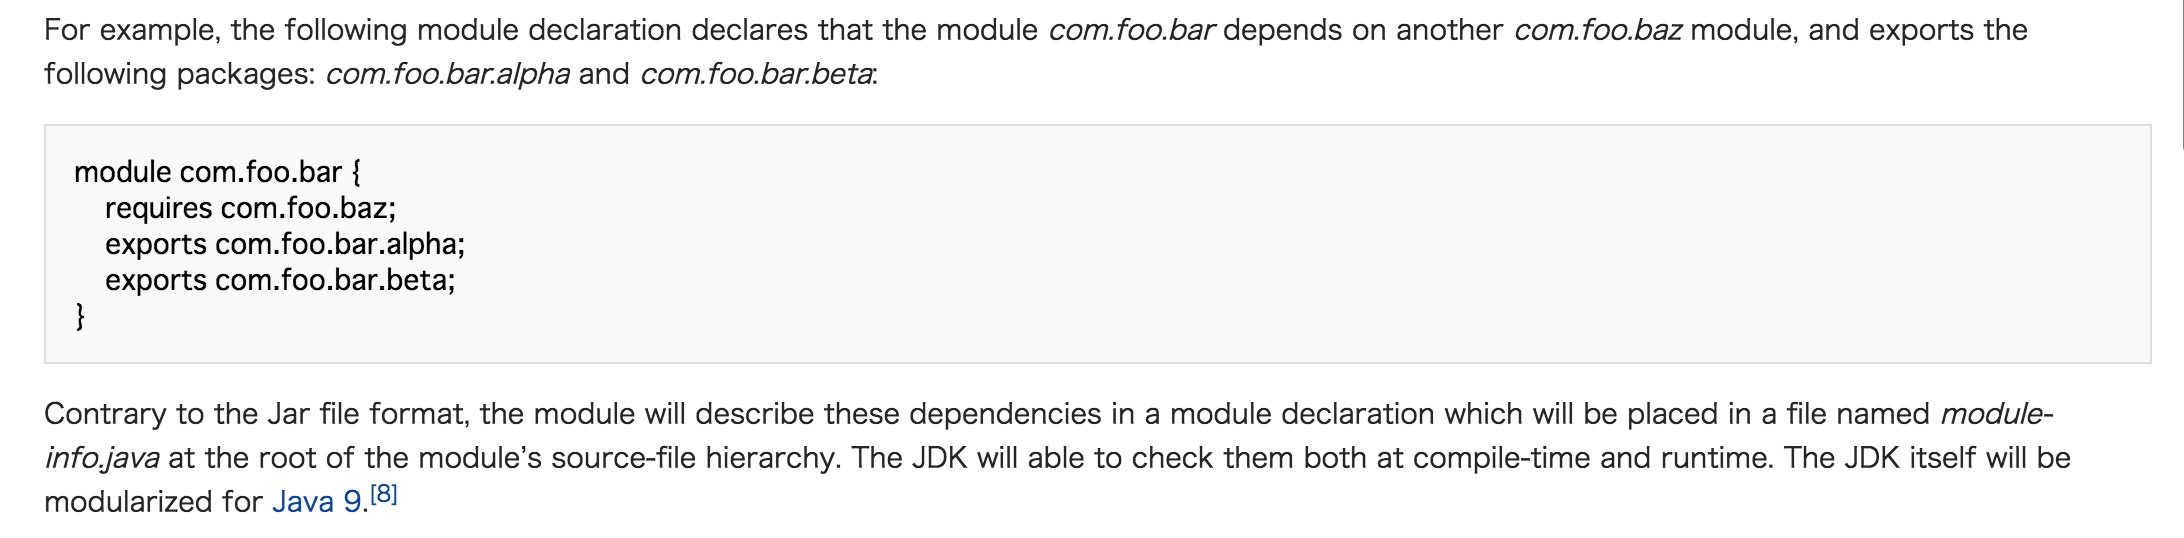 For example, the following module declaration declares that the module com.foo.bar depends on another com.foo.baz module, and exports the
following packages: com.foo.bar.alpha and com.foo.bar.beta:
module com.foo.bar {
    requires com.foo.baz;
    exports com.foo.bar.alpha;
    exports com.foo.bar.beta;
}
Contrary to the Jar file format, the module will describe these dependencies in a module declaration which will be placed in a file named module-
info.java at the root of the module's source-file hierarchy. The JDK will able to check them both at compile-time and runtime. The JDK itself will be
modularized for Java 9.[8]